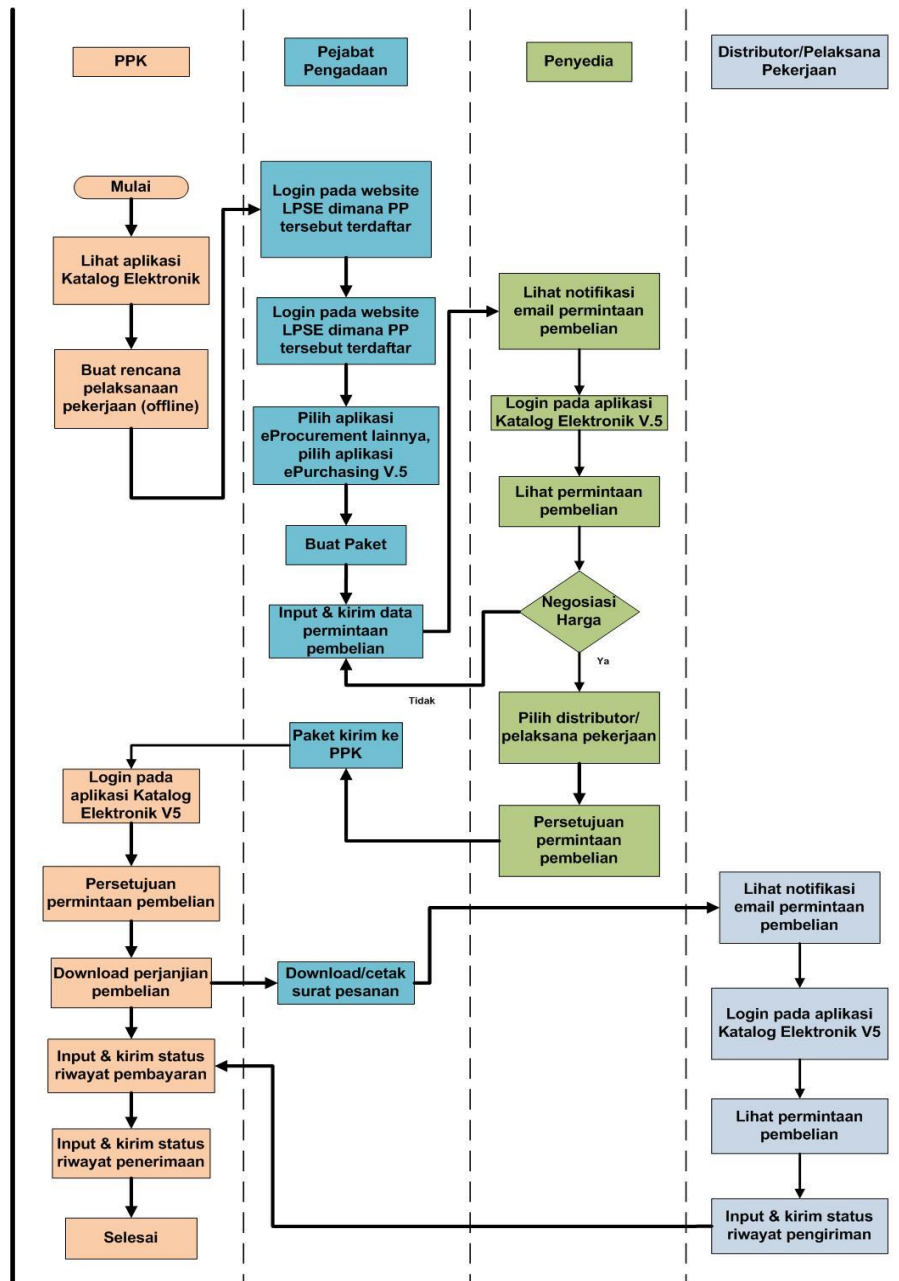 PPK
Pejabat
Pengadaan
Penyedia
Distributor/Pelaksana
Pekerjaan
Mulai
Lihat aplikasi
Katalog Elektronik
Buat rencana
pelaksanaan
pekerjaan (offline)
Login pada website
LPSE dimana PP
tersebut terdaftar
Login pada website
LPSE dimana PP
tersebut terdaftar
Pilih aplikasi
eProcurement lainnya,
pilih aplikasi
ePurchasing V.5
Buat Paket
Input & kirim data
permintaan
pembelian
Lihat notifikasi
email permintaan
pembelian
Login pada aplikasi
Katalog Elektronik V.5
Lihat permintaan
pembelian
Negosiasi
Harga
Ya
Tidak
Pilih distributor/
pelaksana pekerjaan
Persetujuan
permintaan
pembelian
Paket kirim ke
PPK
Login pada
aplikasi Katalog
Elektronik V5
Persetujuan
permintaan pembelian
Download perjanjian
pembelian
Download/cetak
surat pesanan
Lihat notifikasi
email permintaan
pembelian
Login pada aplikasi
Katalog Elektronik V5
Lihat permintaan
pembelian
Input & kirim status
riwayat pengiriman
Input & kirim status
riwayat pembayaran
Input & kirim status
riwayat penerimaan
Selesai